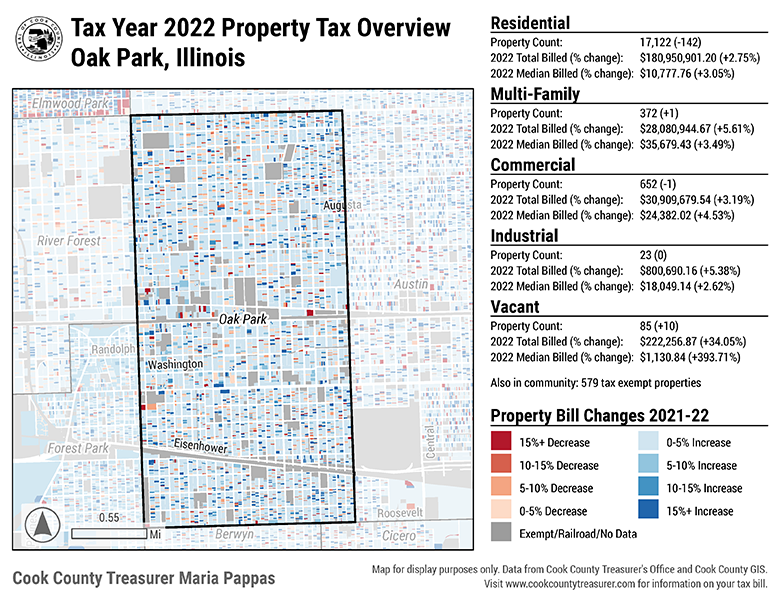 Tax Year 2022 Property Tax Overview
Oak Park, Illinois
Elmwood Park
Augusta
River Forest
Austin
Oak Park
Randolph
Washington
Eisenhower
Forest Park
Central
Roosevelt
0.55
Mi
Berwyn
Cicero
Cook County Treasurer Maria Pappas
Residential
Property Count: 17,122 (-142)
2022 Total Billed (% change): $180,950,901.20 (+2.75%)
2022 Median Billed (% change): $10,777.76 (+3.05%)
Multi-Family
Property Count: 372 (+1)
2022 Total Billed (% change): $28,080,944.67 (+5.61%)
2022 Median Billed (% change): $35,679.43 (+3.49%)
Commercial
Property Count: 652 (-1)
2022 Total Billed (% change): $30,909,679.54 (+3.19%)
2022 Median Billed (% change): $24,382.02 (+4.53%)
Industrial
Property Count: 23 (0)
2022 Total Billed (% change): $800,690.16 (+5.38%)
2022 Median Billed (% change): $18,049.14 (+2.62%)
Vacant
Property Count: 85 (+10)
2022 Total Billed (% change): $222,256.87 (+34.05%)
2022 Median Billed (% change): $1,130.84 (+393.71%)
Also in community: 579 tax exempt properties
Property Bill Changes 2021-22
15%+ Decrease
10-15% Decrease
5-10% Decrease
0-5% Decrease
Exempt/Railroad/No Data
0-5% Increase
5-10% Increase
10-15% Increase
15%+ Increase
Map for display purposes only. Data from Cook County Treasurer's Office and Cook County GIS.
Visit www.cookcountytreasurer.com for information on your tax bill.